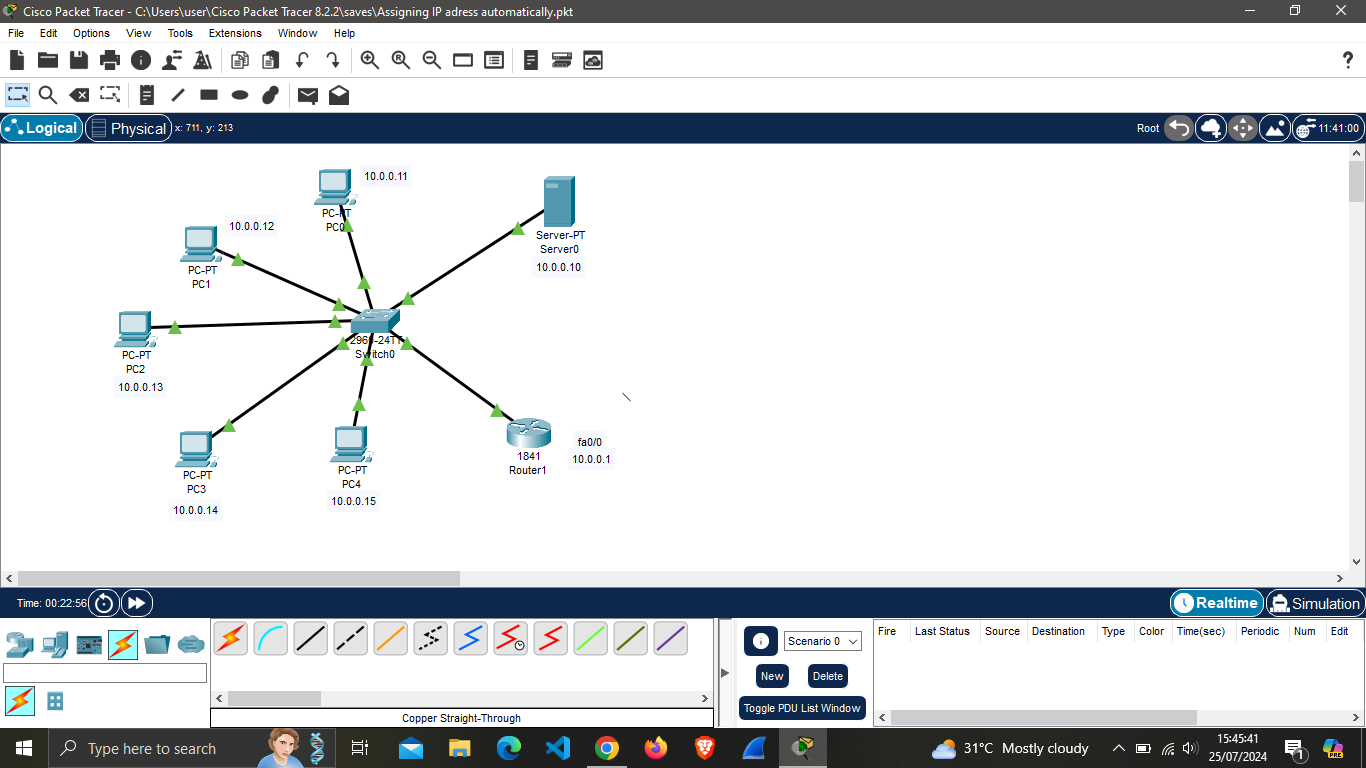 Cisco Packet Tracer - C:\Users\user\Cisco Packet Tracer 8.2.2\saves\Assigning IP adress automatically.pkt
File Edit Options View Tools Extensions Window Help
Logical Physical x: 711, y: 213 Root 11:41:00
10.0.0.11
PC-PT
PC0
10.0.0.12
PC-PT
PC1
Server-PT
Server0
10.0.0.10
PC-PT
PC2
10.0.0.13
2960-24TT
Switch0
PC-PT
PC3
10.0.0.14
PC-PT
PC4
10.0.0.15
1841
Router1
fa0/0
10.0.0.1
Time: 00:22:56 Realtime Simulation
Scenario 0
New Delete
Toggle PDU List Window
Fire Last Status Source Destination Type Color Time(sec) Periodic Num Edit
Copper Straight-Through
Type here to search
31°C Mostly cloudy
15:45:41
25/07/2024
1
PRE